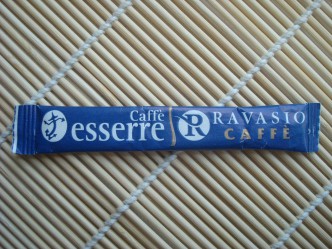 Caffè
esserre
R RAVASIO
CAFFÈ